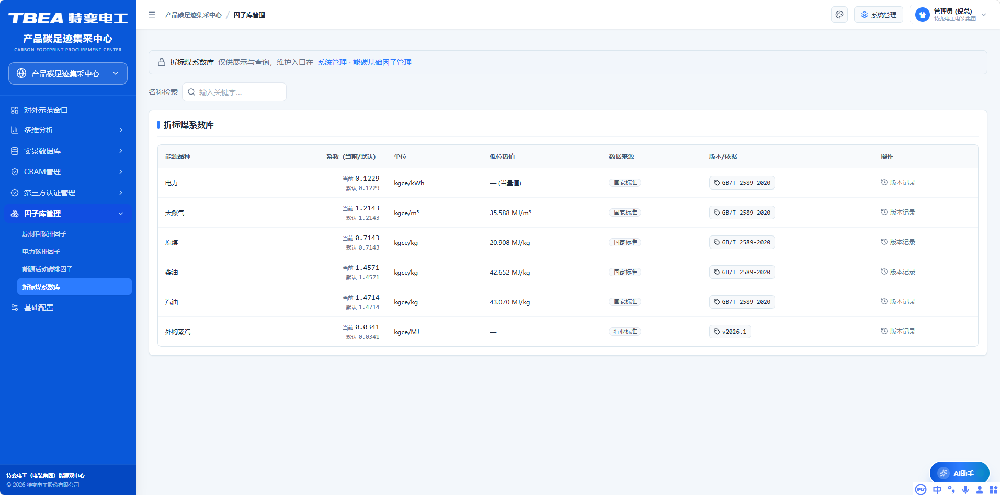 TBEA 特变电工
产品碳足迹集采中心
CARBON FOOTPRINT PROCUREMENT CENTER
产品碳足迹集采中心
对外示范窗口
多维分析
实景数据库
CBAM管理
第三方认证管理
因子库管理
原材料碳排因子
电力碳排因子
能源活动碳排因子
折标煤系数库
基础配置
特变电工（电装集团）能源双中心
© 2026 特变电工股份有限公司
产品碳足迹集采中心 / 因子库管理
系统管理
管 管理员 (倪总)
特变电工电装集团
折标煤系数库 仅供展示与查询，维护入口在 系统管理 · 能碳基础因子管理
名称检索 输入关键字...
折标煤系数库
能源品种 系数（当前/默认） 单位 低位热值 数据来源 版本/依据 操作
电力 当前 0.1229 默认 0.1229 kgce/kWh — (当量值) 国家标准 GB/T 2589-2020 版本记录
天然气 当前 1.2143 默认 1.2143 kgce/m³ 35.588 MJ/m³ 国家标准 GB/T 2589-2020 版本记录
原煤 当前 0.7143 默认 0.7143 kgce/kg 20.908 MJ/kg 国家标准 GB/T 2589-2020 版本记录
柴油 当前 1.4571 默认 1.4571 kgce/kg 42.652 MJ/kg 国家标准 GB/T 2589-2020 版本记录
汽油 当前 1.4714 默认 1.4714 kgce/kg 43.070 MJ/kg 国家标准 GB/T 2589-2020 版本记录
外购蒸汽 当前 0.0341 默认 0.0341 kgce/MJ — 行业标准 v2026.1 版本记录
AI助手
iFLY 中